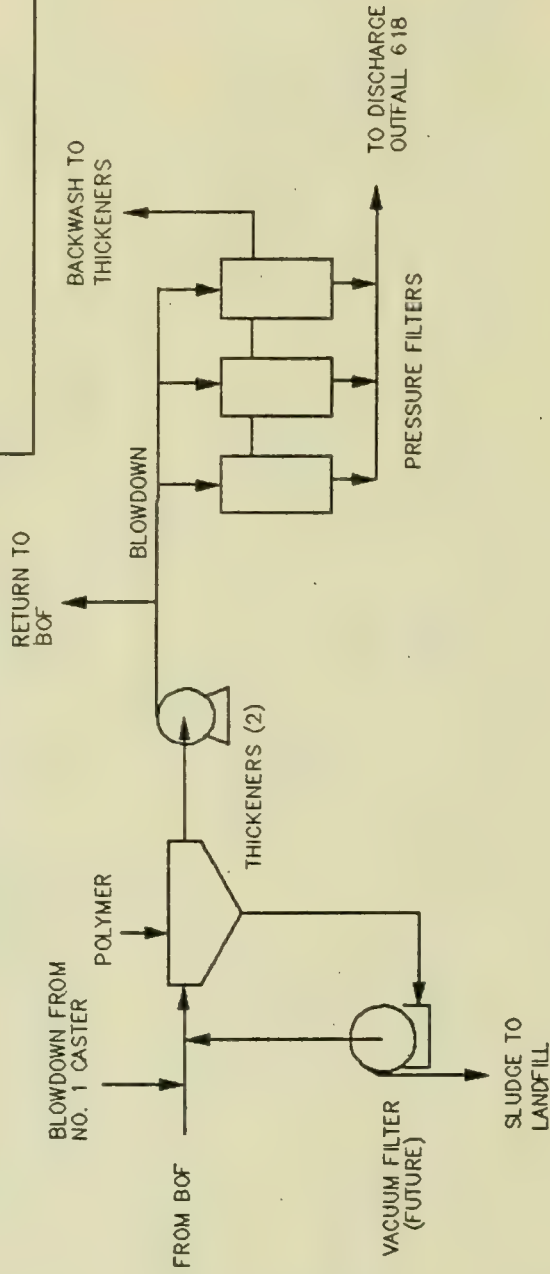 BLOWDOWN FROM
NO. 1 CASTER
FROM BOF
POLYMER
THICKENERS (2)
VACUUM FILTER
(FUTURE)
SLUDGE TO
LANDFILL
RETURN TO
BOF
BLOWDOWN
BACKWASH TO
THICKENERS
PRESSURE FILTERS
TO DISCHARGE
OUTFALL 618